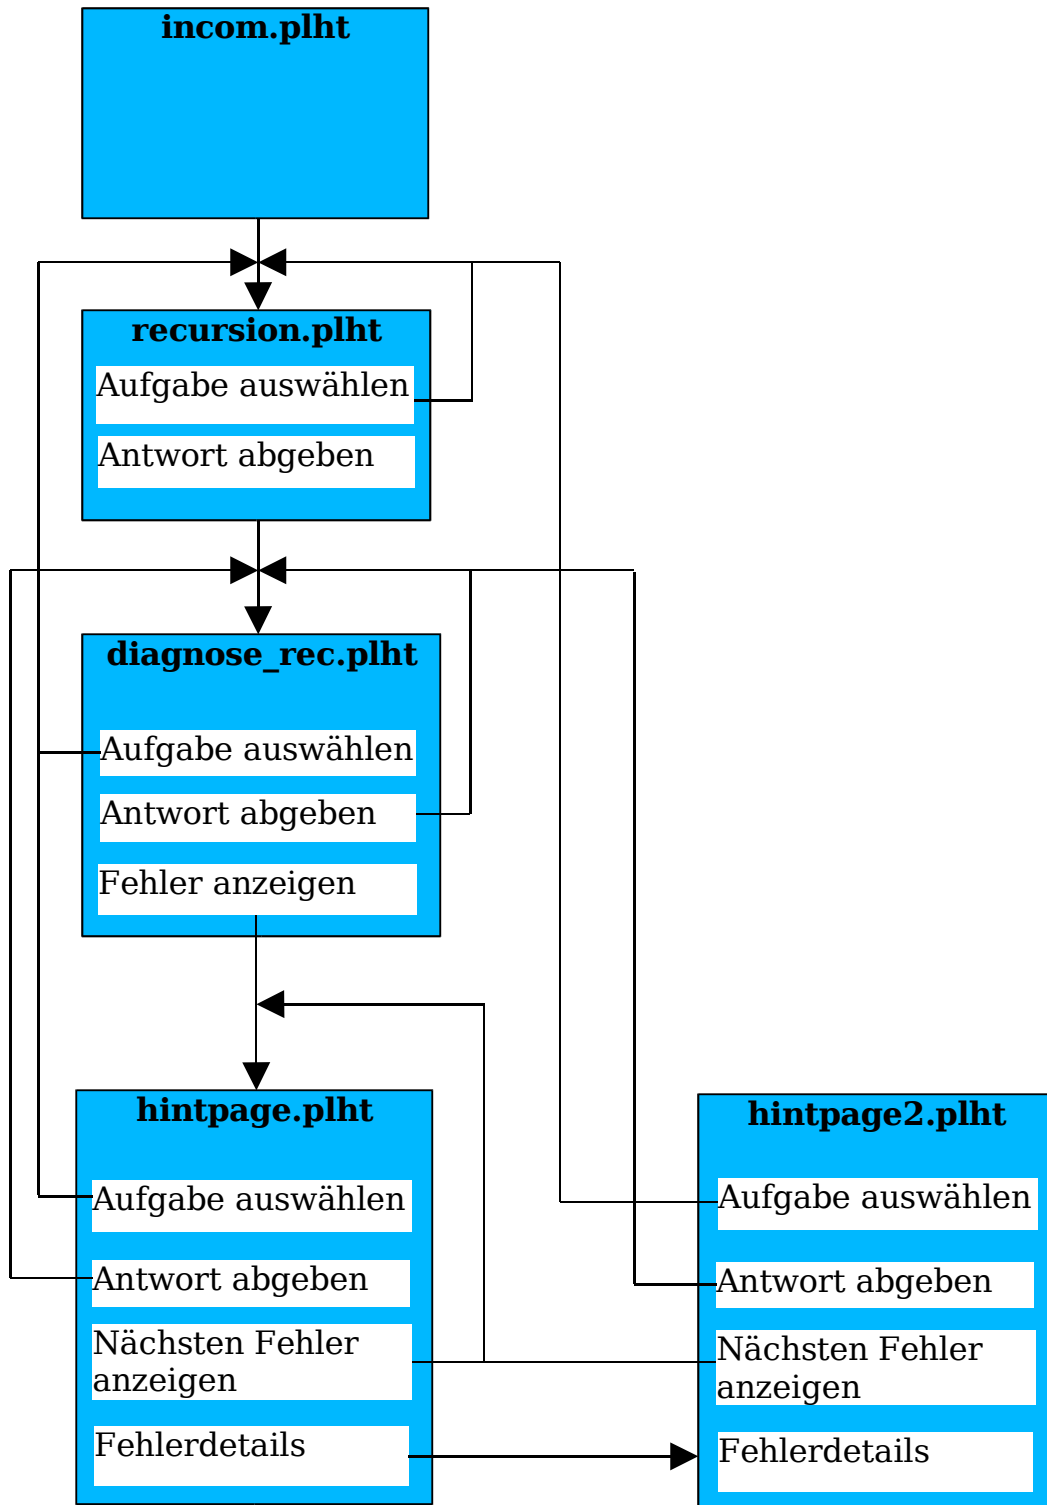 incom.plht
recursion.plht
Aufgabe auswählen
Antwort abgeben
diagnose_rec.plht
Aufgabe auswählen
Antwort abgeben
Fehler anzeigen
hintpage.plht
Aufgabe auswählen
Antwort abgeben
Nächsten Fehler
anzeigen
Fehlerdetails
hintpage2.plht
Aufgabe auswählen
Antwort abgeben
Nächsten Fehler
anzeigen
Fehlerdetails